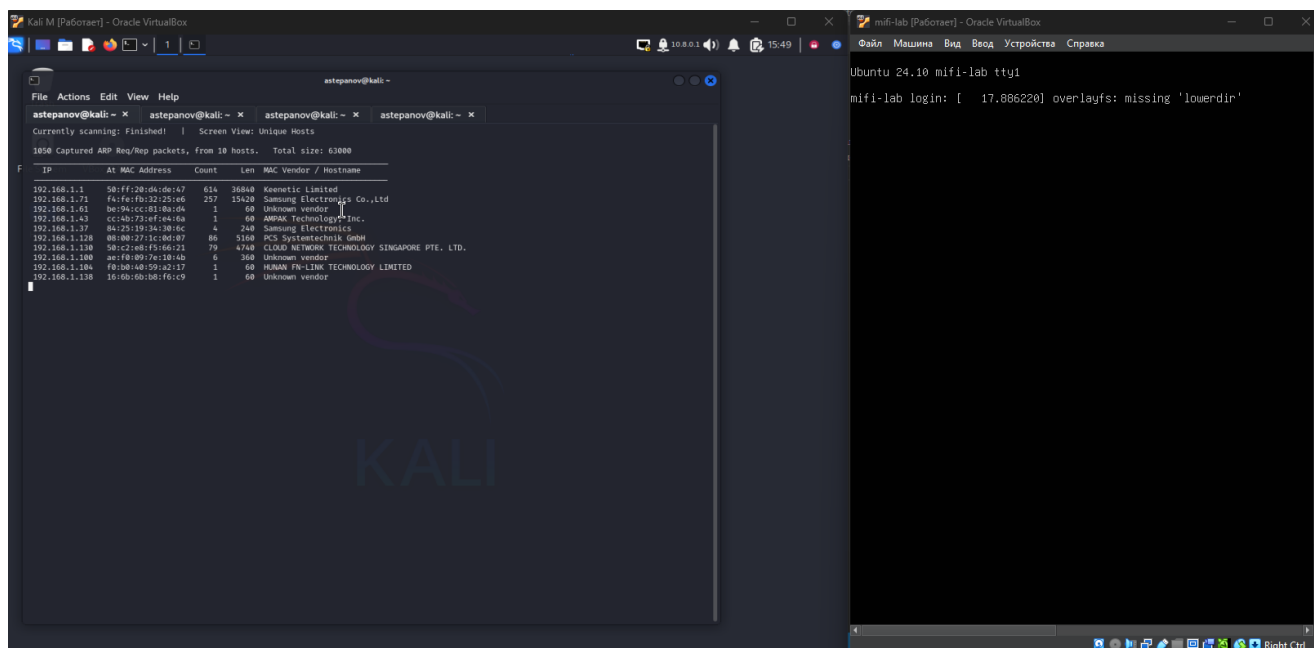 Kali M [Работает] - Oracle VirtualBox
1
10.8.0.1
15:49
astepanov@kali: ~
File Actions Edit View Help
astepanov@kali: ~ × astepanov@kali: ~ × astepanov@kali: ~ × astepanov@kali: ~ ×
Currently scanning: Finished! | Screen View: Unique Hosts
1050 Captured ARP Req/Rep packets, from 10 hosts. Total size: 63000
IP At MAC Address Count Len MAC Vendor / Hostname
192.168.1.1 50:ff:20:d4:de:47 614 36840 Keenetic Limited
192.168.1.71 f4:fe:fb:32:25:e6 257 15420 Samsung Electronics Co.,Ltd
192.168.1.61 be:94:cc:81:0a:d4 1 60 Unknown vendor
192.168.1.43 cc:4b:73:ef:e4:6a 1 60 AMPAK Technology, Inc.
192.168.1.37 84:25:19:34:30:6c 4 240 Samsung Electronics
192.168.1.128 08:00:27:1c:0d:07 86 5160 PCS Systemtechnik GmbH
192.168.1.130 50:c2:e8:f5:66:21 79 4740 CLOUD NETWORK TECHNOLOGY SINGAPORE PTE. LTD.
192.168.1.100 ae:f0:09:7e:10:4b 6 360 Unknown vendor
192.168.1.104 f0:b0:40:59:a2:17 1 60 HUNAN FN-LINK TECHNOLOGY LIMITED
192.168.1.138 16:6b:6b:b8:f6:c9 1 60 Unknown vendor
KALI
mifi-lab [Работает] - Oracle VirtualBox
Файл Машина Вид Ввод Устройства Справка
Ubuntu 24.10 mifi-lab tty1
mifi-lab login: [ 17.886220] overlayfs: missing 'lowerdir'
Right Ctrl